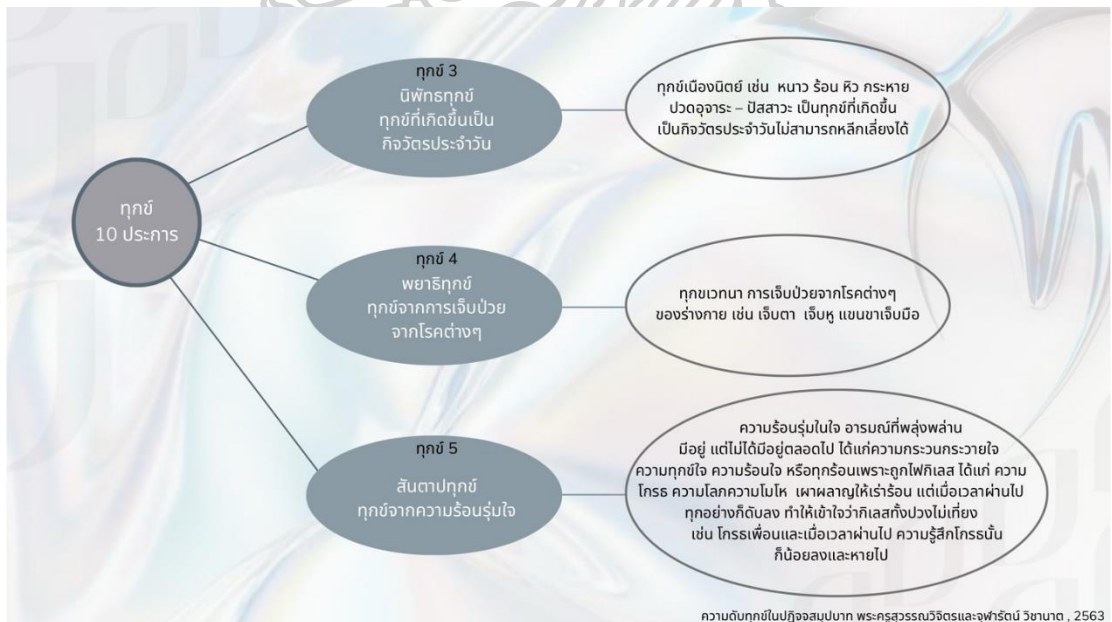 ทุกข์
10 ประการ
ทุกข์ 3
นิพัทธทุกข์
ทุกข์ที่เกิดขึ้นเป็น
กิจวัตรประจำวัน
ทุกข์เนืองนิตย์ เช่น หนาว ร้อน หิว กระหาย
ปวดอุจาระ – ปัสสาวะ เป็นทุกข์ที่เกิดขึ้น
เป็นกิจวัตรประจำวันไม่สามารถหลีกเลี่ยงได้
ทุกข์ 4
พยาธิทุกข์
ทุกข์จากการเจ็บป่วย
จากโรคต่างๆ
ทุกขเวทนา การเจ็บป่วยจากโรคต่างๆ
ของร่างกาย เช่น เจ็บตา เจ็บหู แขนขาเจ็บมือ
ทุกข์ 5
สันตาปทุกข์
ทุกข์จากความร้อนรุ่มใจ
ความร้อนรุ่มในใจ อารมณ์ที่พลุ่งพล่าน
มีอยู่ แต่ไม่ได้มีอยู่ตลอดไป ได้แก่ความกระวนกระวายใจ
ความทุกข์ใจ ความร้อนใจ หรือทุกร้อนเพราะถูกไฟกิเลส ได้แก่ ความ
โกรธ ความโลภความโมโห เผาผลาญให้เร่าร้อน แต่เมื่อเวลาผ่านไป
ทุกอย่างก็ดับลง ทำให้เข้าใจว่ากิเลสทั้งปวงไม่เที่ยง
เช่น โกรธเพื่อนและเมื่อเวลาผ่านไป ความรู้สึกโกรธนั้น
ก็น้อยลงและหายไป
ความดับทุกข์ในปฏิจจสมุปบาท พระครูสุวรรณวิจิตรและจุฬารัตน์ วิชานาต , 2563